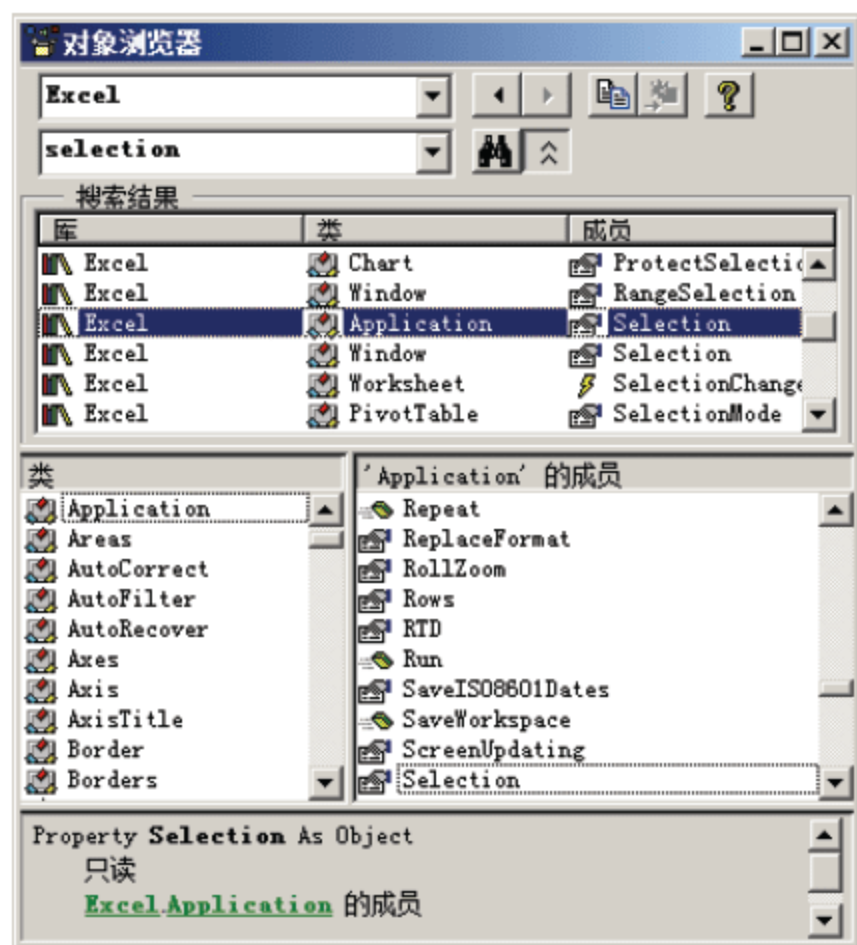 对象浏览器
Excel
selection
搜索结果
库 类 成员
Excel Chart ProtectSelectic
Excel Window RangeSelection
Excel Application Selection
Excel Window Selection
Excel Worksheet SelectionChange
Excel PivotTable SelectionMode
类 'Application' 的成员
Application Repeat
Areas ReplaceFormat
AutoCorrect RollZoom
AutoFilter Rows
AutoRecover RTD
Axes Run
Axis SaveISO8601Dates
AxisTitle SaveWorkspace
Border ScreenUpdating
Borders Selection
Property Selection As Object
只读
Excel.Application 的成员